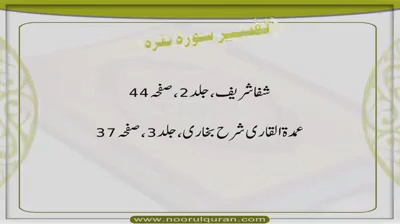 تفسیر سورہ بقرہ
شفا شریف، جلد 2، صفحہ 44
عمدۃ القاری شرح بخاری، جلد 3، صفحہ 37
www.noorulquran.com